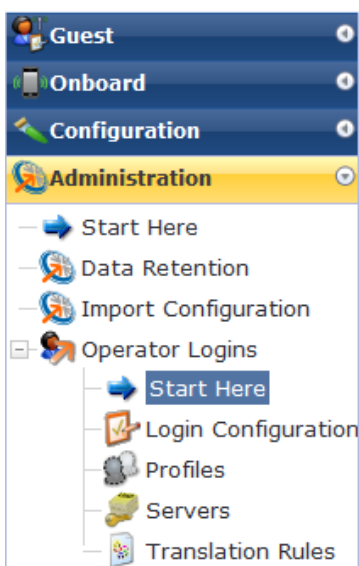 Guest
Onboard
Configuration
Administration
Start Here
Data Retention
Import Configuration
Operator Logins
Start Here
Login Configuration
Profiles
Servers
Translation Rules